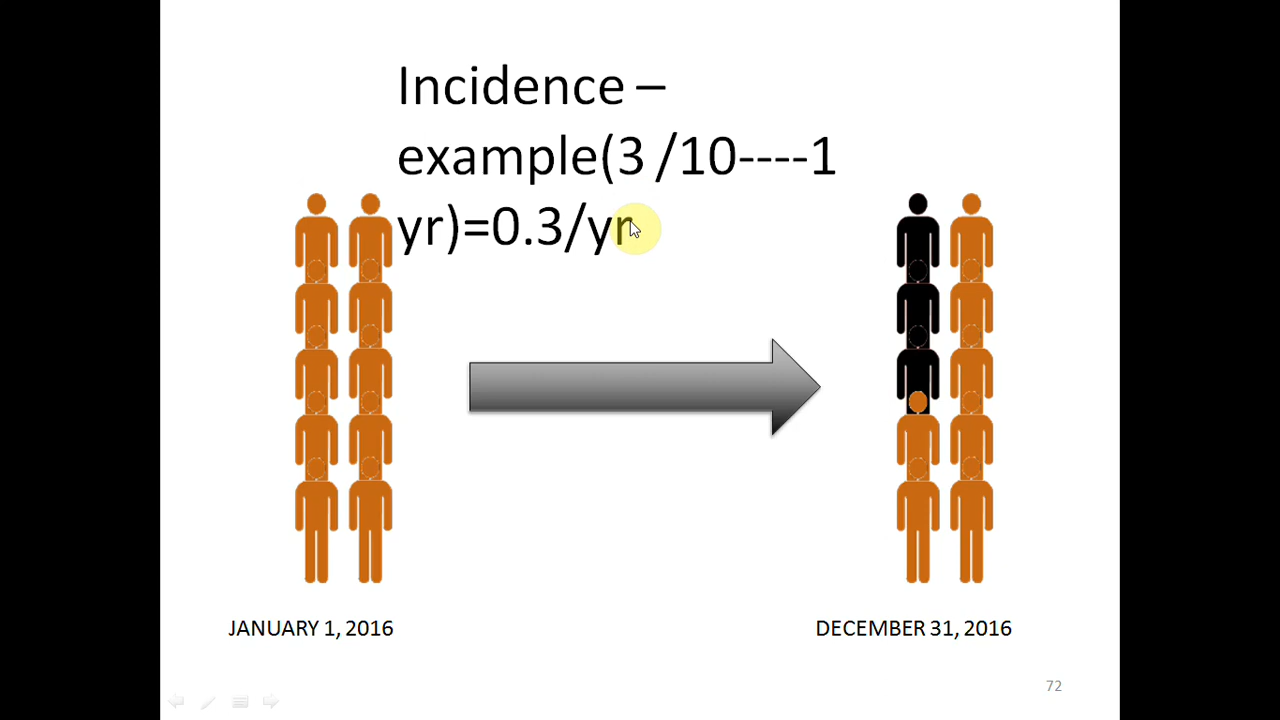 Incidence –
example(3 /10----1
yr)=0.3/yr
JANUARY 1, 2016
DECEMBER 31, 2016
72